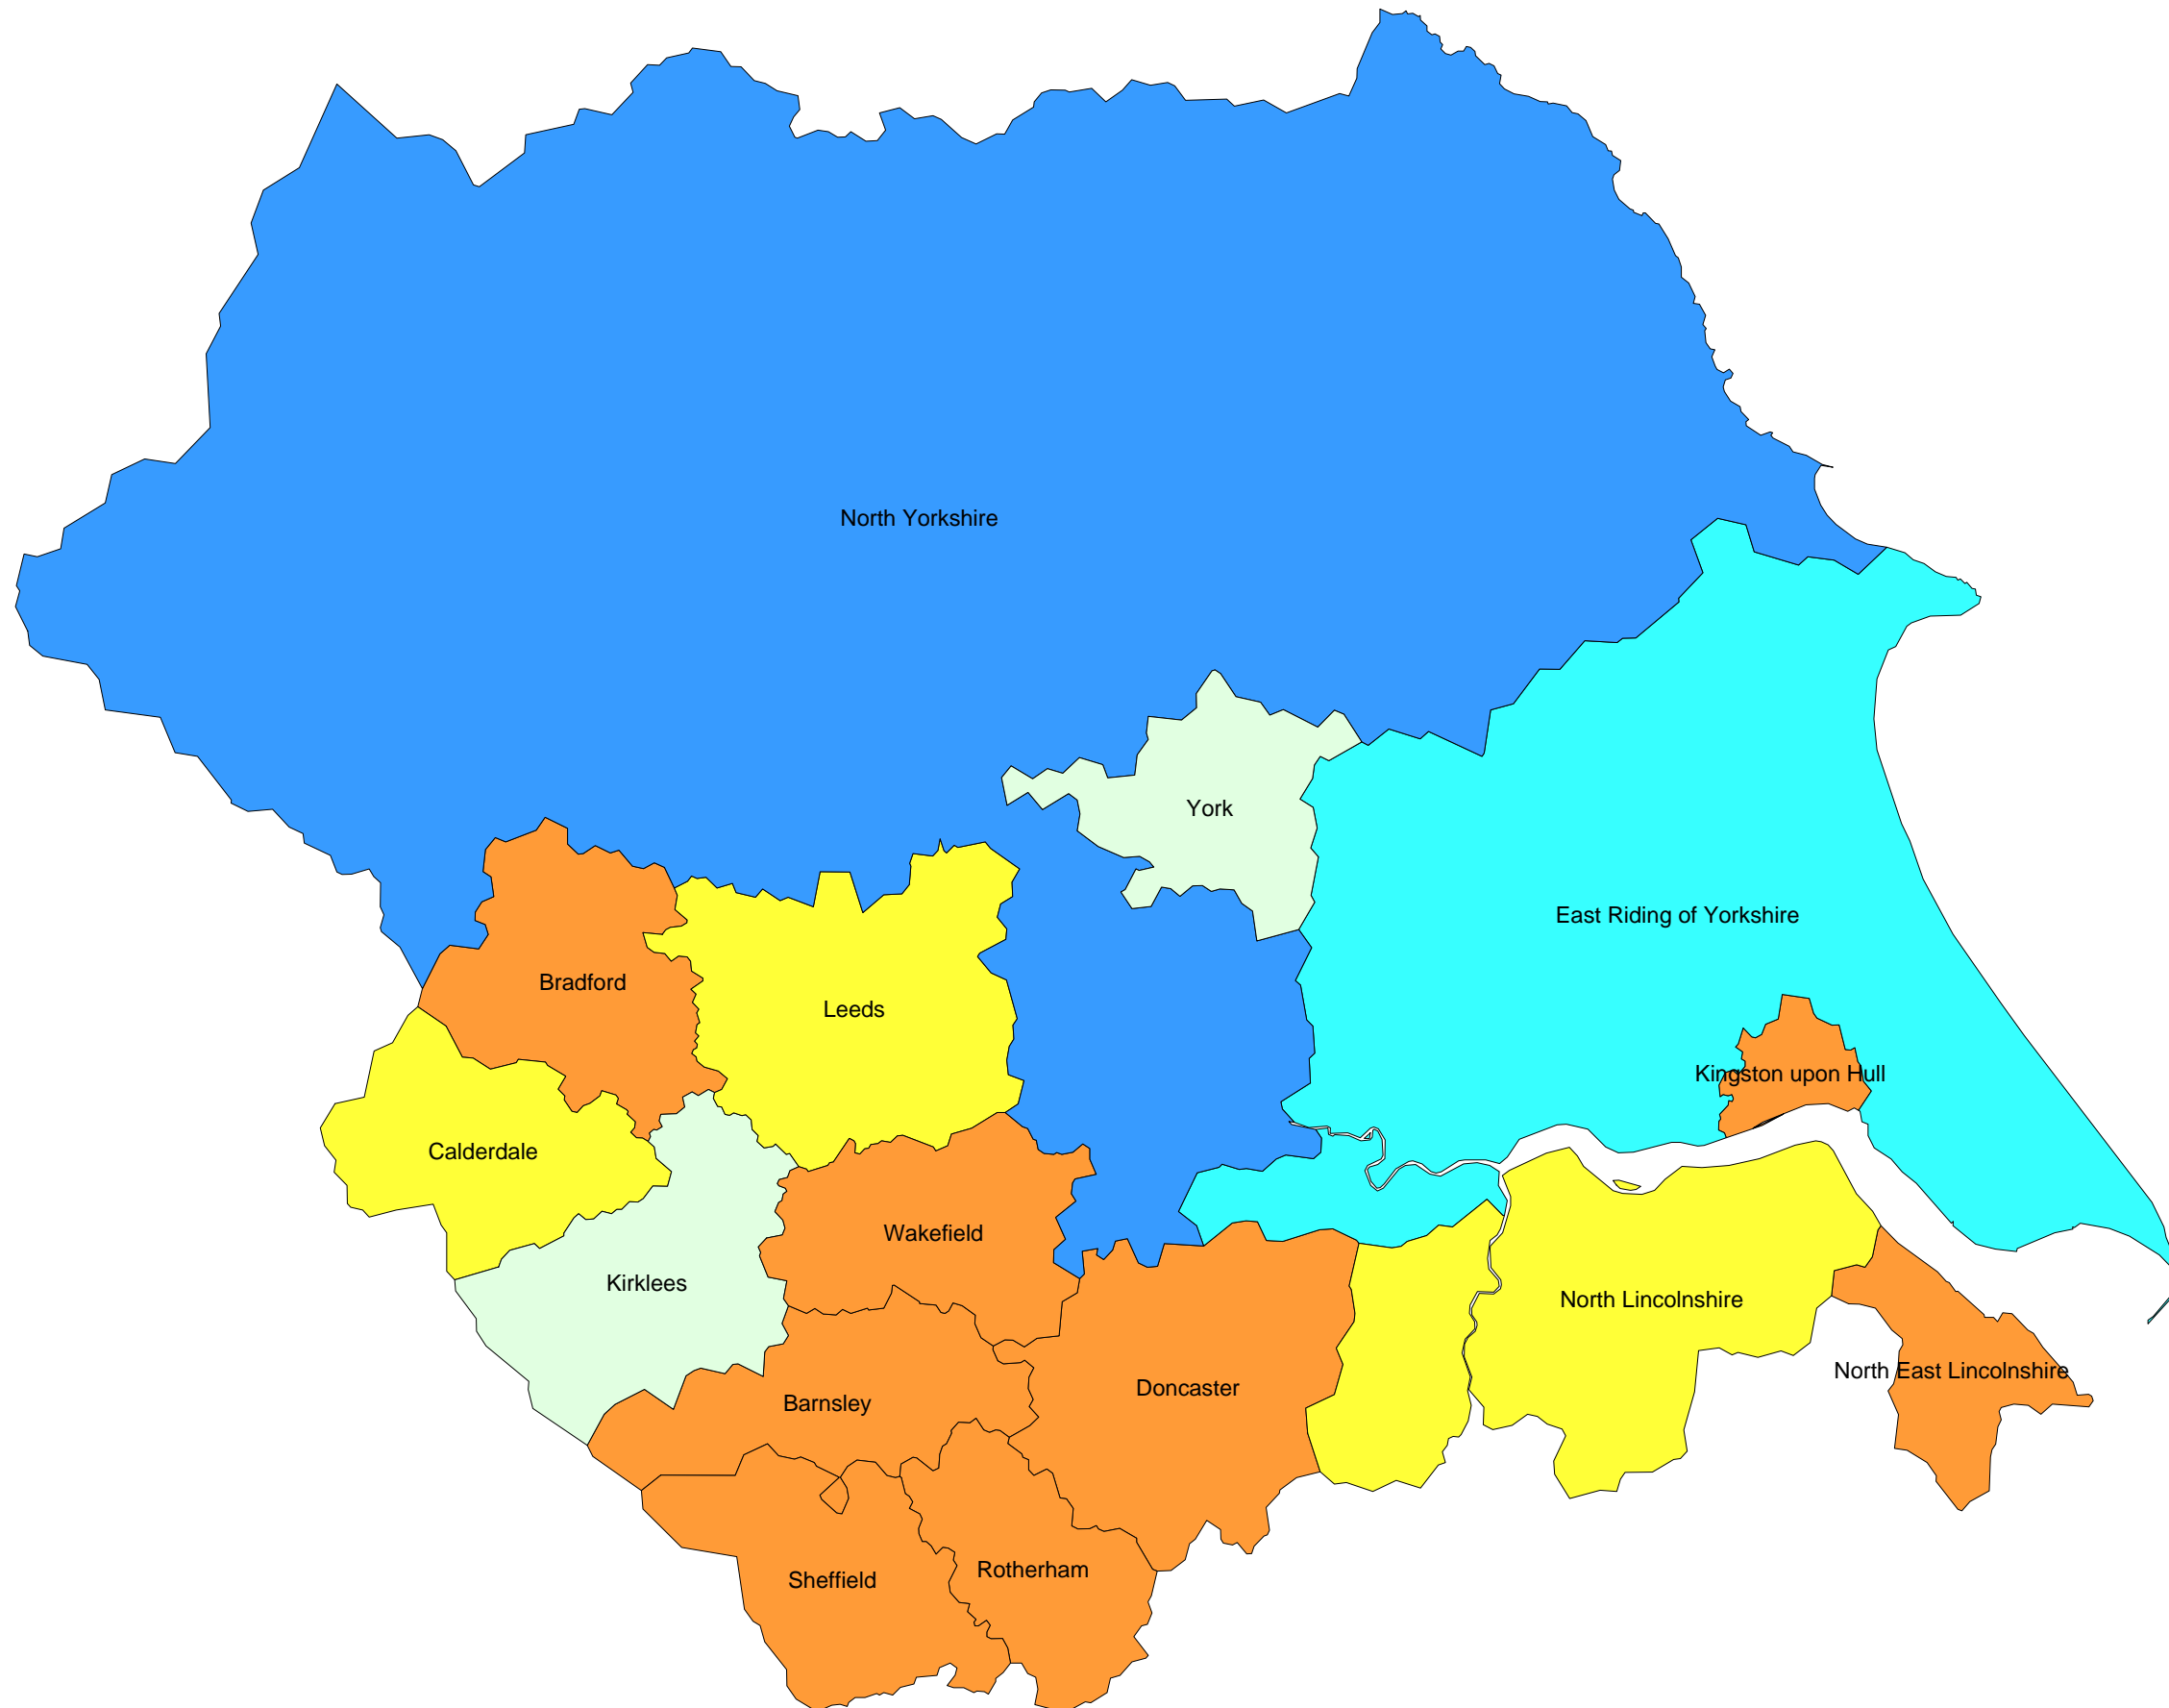 North Yorkshire
York
East Riding of Yorkshire
Bradford
Leeds
Kingston upon Hull
Calderdale
Wakefield
Kirklees
North Lincolnshire
North East Lincolnshire
Doncaster
Barnsley
Rotherham
Sheffield